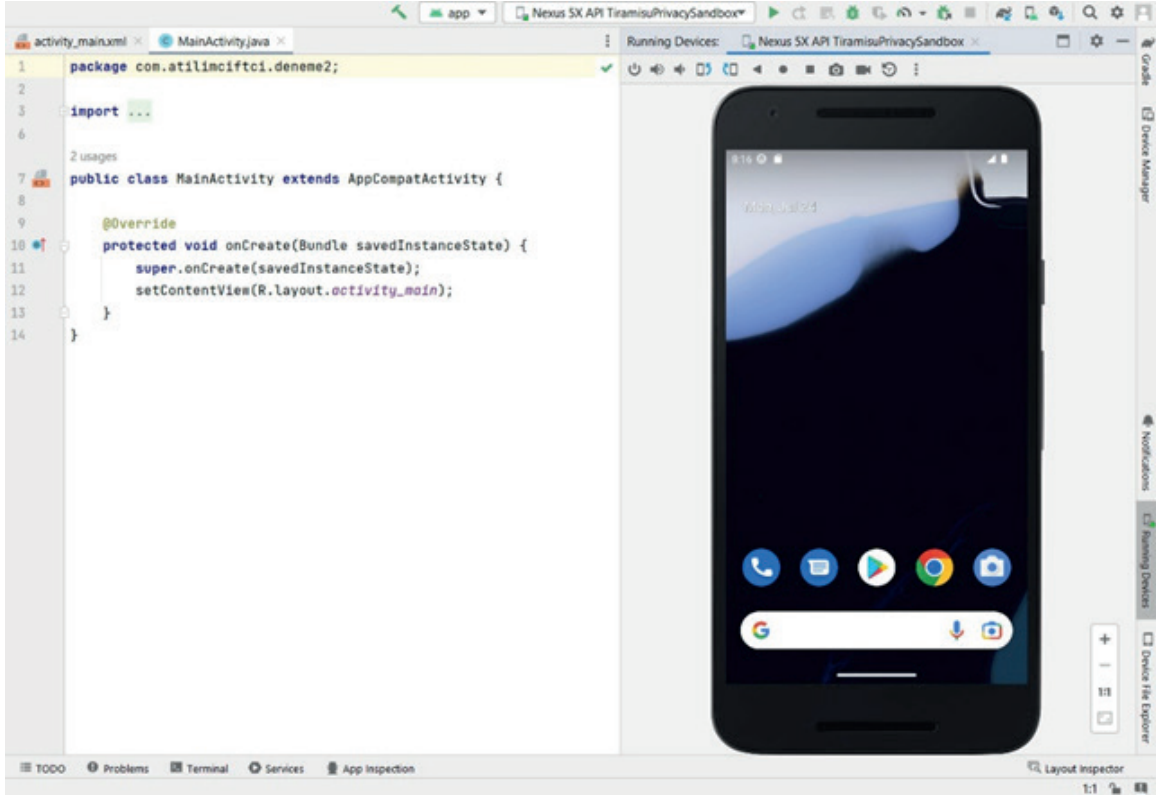 app
Nexus 5X API TiramisuPrivacySandbox
activity_main.xml
MainActivity.java
Running Devices:
Nexus 5X API TiramisuPrivacySandbox
1 package com.atilimciftci.deneme2;
2
3 import ...
6
2 usages
7 public class MainActivity extends AppCompatActivity {
8
9 @Override
10 protected void onCreate(Bundle savedInstanceState) {
11 super.onCreate(savedInstanceState);
12 setContentView(R.layout.activity_main);
13 }
14 }
8:16
Mon, Jul 24
Gradle
Device Manager
Notifications
Running Devices
Device File Explorer
1:1
TODO
Problems
Terminal
Services
App Inspection
Layout Inspector
1:1